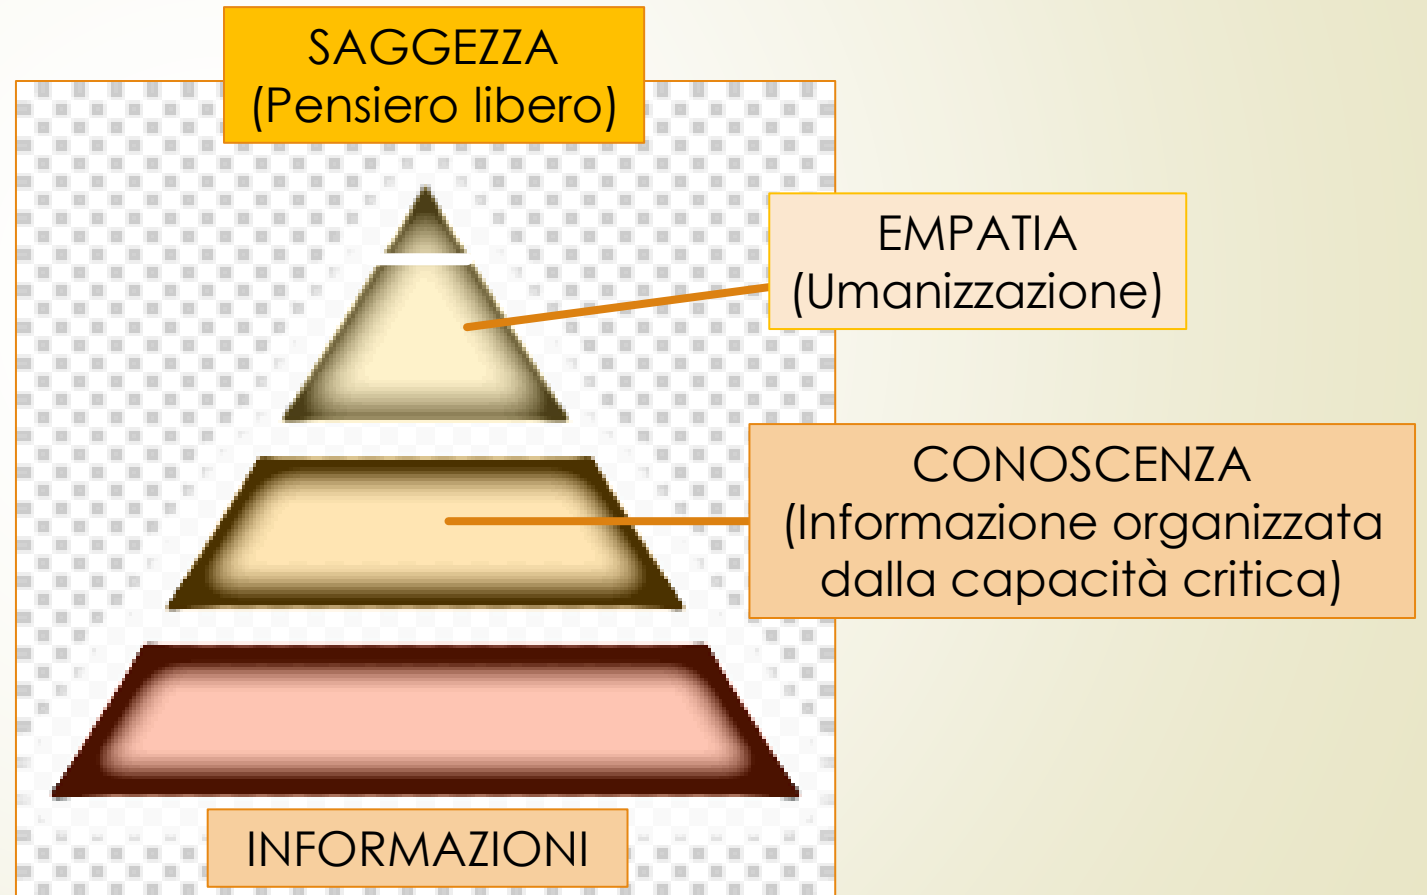 SAGGEZZA
(Pensiero libero)
EMPATIA
(Umanizzazione)
CONOSCENZA
(Informazione organizzata
dalla capacità critica)
INFORMAZIONI